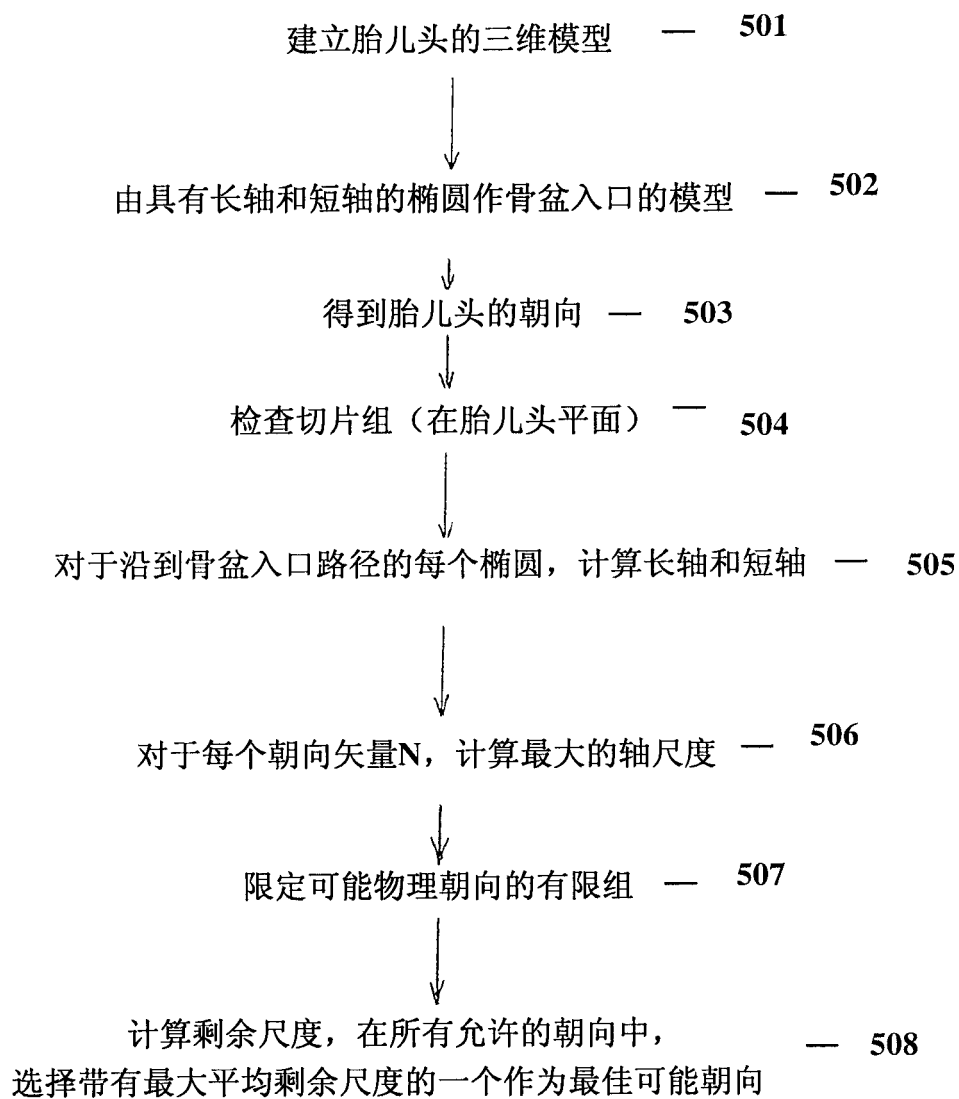 建立胎儿头的三维模型 — 501
由具有长轴和短轴的椭圆作骨盆入口的模型 — 502
得到胎儿头的朝向 — 503
检查切片组（在胎儿头平面） — 504
对于沿到骨盆入口路径的每个椭圆，计算长轴和短轴 — 505
对于每个朝向矢量N，计算最大的轴尺度 — 506
限定可能物理朝向的有限组 — 507
计算剩余尺度，在所有允许的朝向中， — 508
选择带有最大平均剩余尺度的一个作为最佳可能朝向